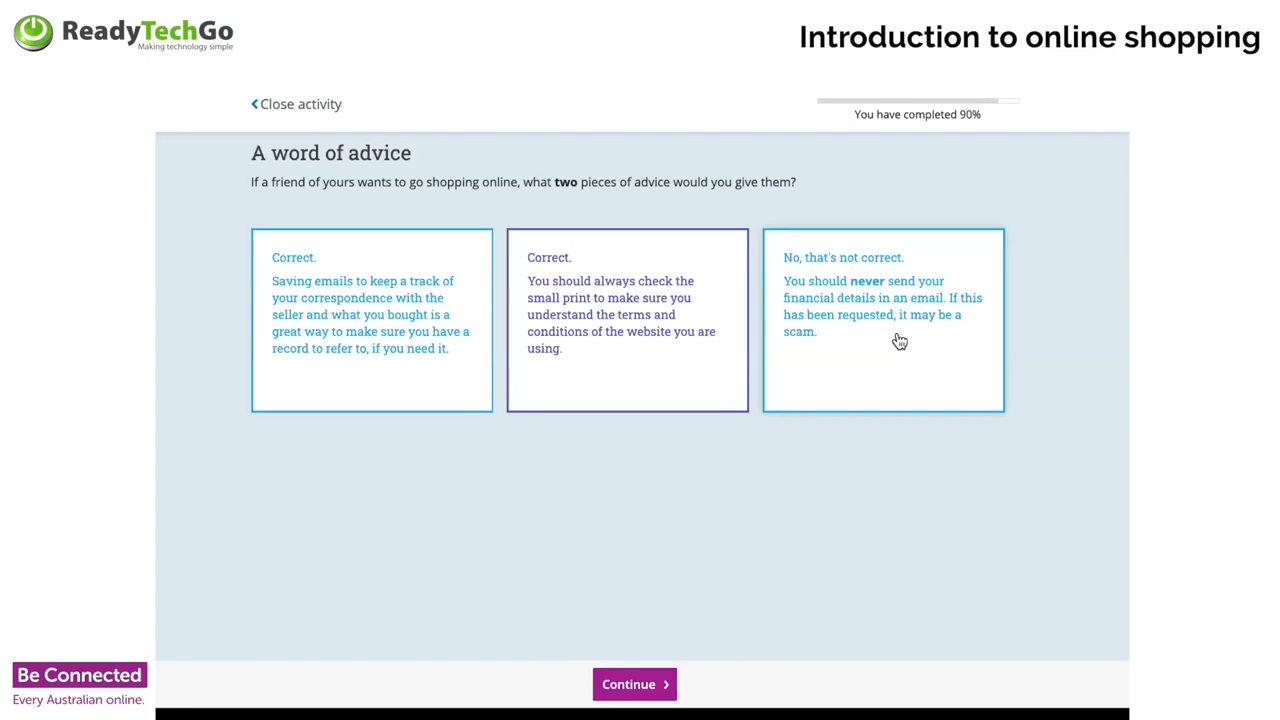 ReadyTechGo
Making technology simple
Introduction to online shopping
Close activity
You have completed 90%
A word of advice
If a friend of yours wants to go shopping online, what two pieces of advice would you give them?
Correct.
Saving emails to keep a track of
your correspondence with the
seller and what you bought is a
great way to make sure you have a
record to refer to, if you need it.
Correct.
You should always check the
small print to make sure you
understand the terms and
conditions of the website you are
using.
No, that's not correct.
You should never send your
financial details in an email. If this
has been requested, it may be a
scam.
Be Connected
Every Australian online.
Continue